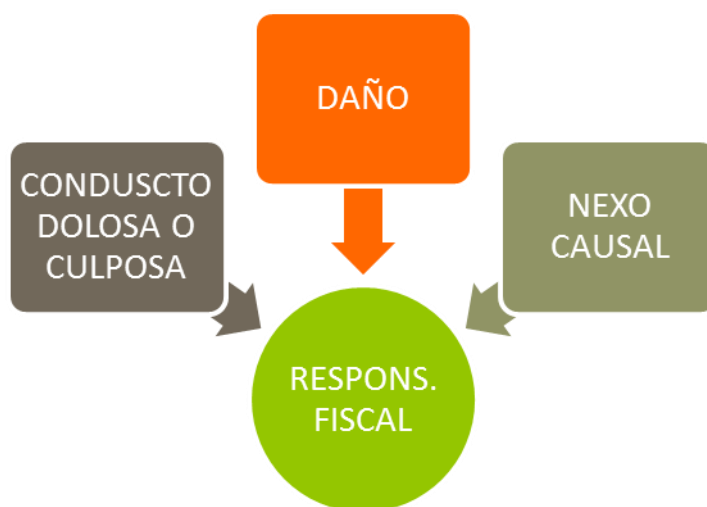 DAÑO
CONDUSCTO
DOLOSA O
CULPOSA
NEXO
CAUSAL
RESPONS.
FISCAL